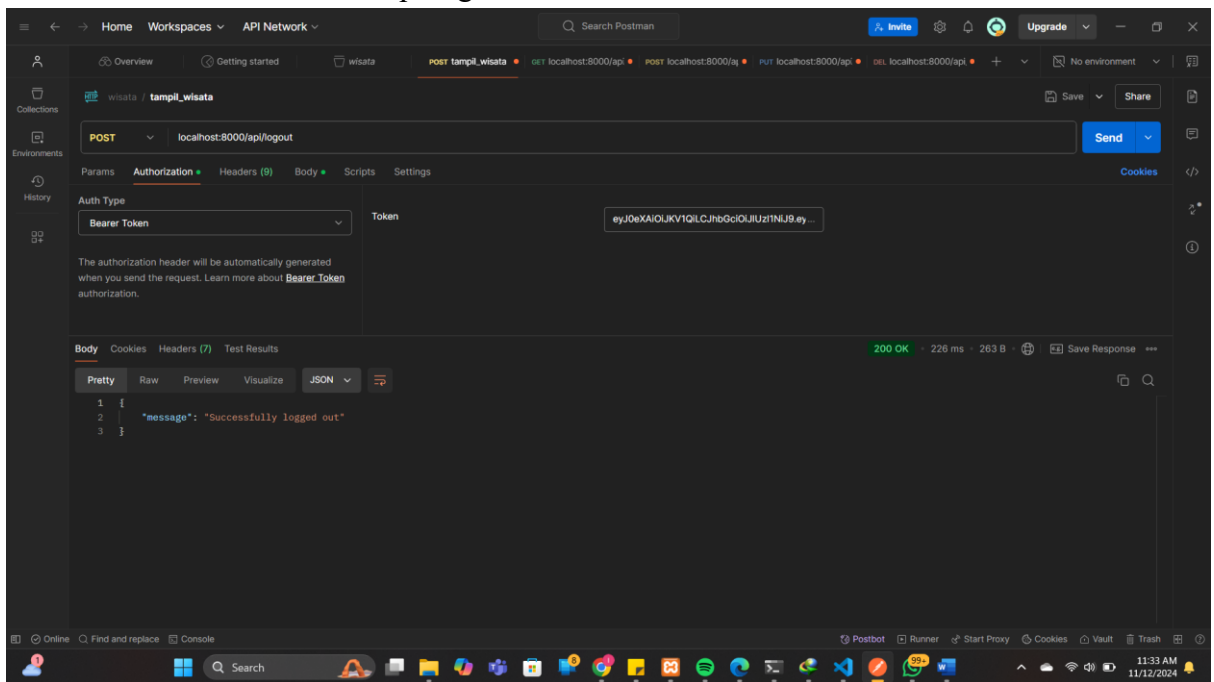 Home Workspaces API Network Search Postman Invite Upgrade
Overview Getting started wisata POST tampil_wisata GET localhost:8000/api POST localhost:8000/a PUT localhost:8000/api DEL localhost:8000/api No environment
Collections wisata / tampil_wisata Save Share
POST localhost:8000/api/logout Send
Environments
Params Authorization Headers (9) Body Scripts Settings Cookies
History
Auth Type
Bearer Token Token
The authorization header will be automatically generated
when you send the request. Learn more about Bearer Token
authorization.
Body Cookies Headers (7) Test Results 200 OK 226 ms 263 B Save Response
Pretty Raw Preview Visualize JSON
1 {
2 "message": "Successfully logged out"
3 }
Online Find and replace Console Postbot Runner Start Proxy Cookies Vault Trash
Search 99+ 11:33 AM
11/12/2024